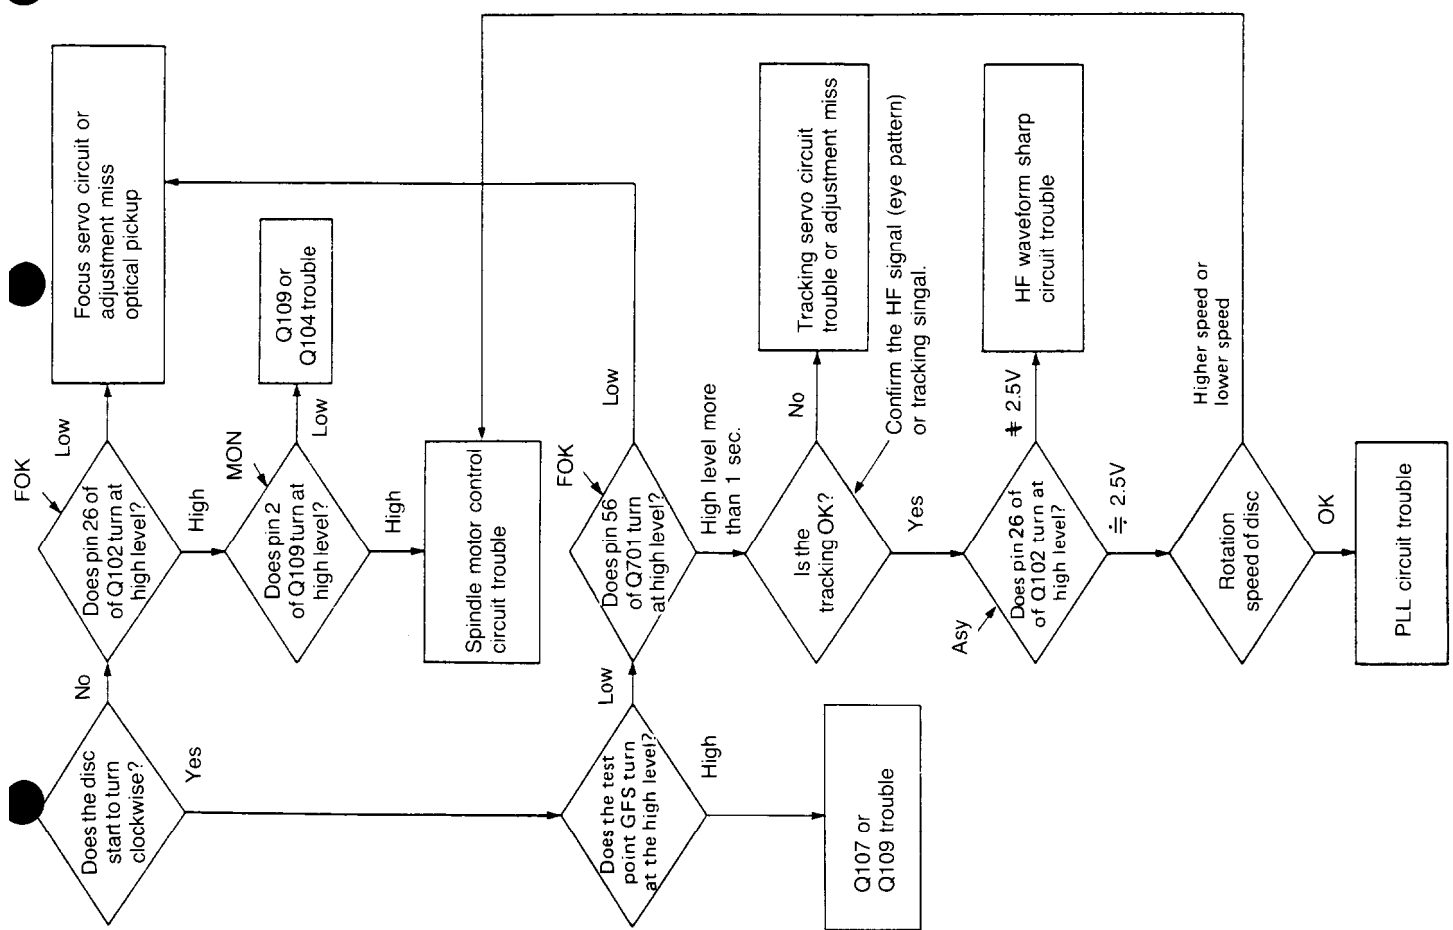 Does the disc
start to turn
clockwise?
No
Yes
FOK
Does pin 26 of
of Q102 turn at
high level?
Low
Focus servo circuit or
adjustment miss
optical pickup
High
MON
Does pin 2
of Q109 turn at
high level?
Low
Q109 or
Q104 trouble
High
Spindle motor control
circuit trouble
Does the test
point GFS turn
at the high level?
Low
High
Q107 or
Q109 trouble
FOK
Does pin 56
of Q701 turn
at high level?
Low
High level more
than 1 sec.
Is the
tracking OK?
No
Tracking servo circuit
trouble or adjustment miss
Confirm the HF signal (eye pattern)
or tracking singal.
Yes
Asy
Does pin 26 of
of Q102 turn at
high level?
≠ 2.5V
HF waveform sharp
circuit trouble
≑ 2.5V
Rotation
speed of disc
Higher speed or
lower speed
OK
PLL circuit trouble